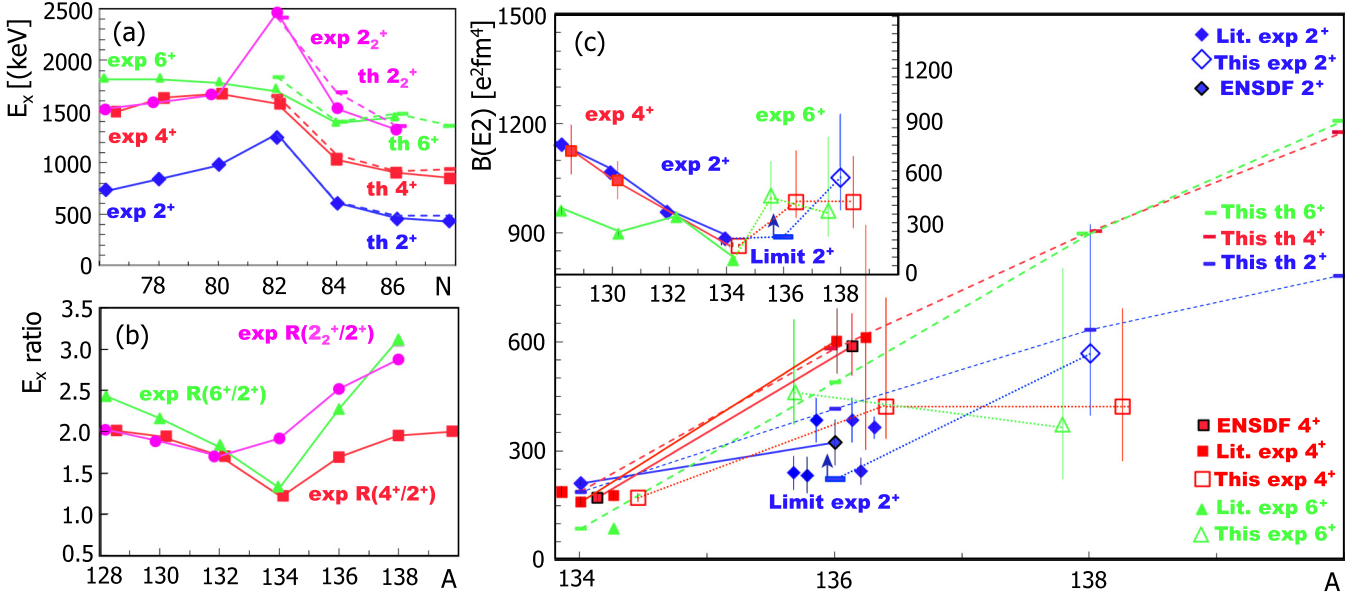 (a)
E_x [(keV]
2500
2000
1500
1000
500
0
78
80
82
84
86
N
exp 6⁺
exp 2₂⁺
th 2₂⁺
exp 4⁺
th 6⁺
th 4⁺
exp 2⁺
th 2⁺
(b)
E_x ratio
3.5
3.0
2.5
2.0
1.5
1.0
0.5
128
130
132
134
136
138
A
exp R(2₂⁺/2⁺)
exp R(6⁺/2⁺)
exp R(4⁺/2⁺)
(c)
B(E2) [e²fm⁴]
1500
1200
900
600
300
0
134
136
138
A
1200
900
600
300
0
130
132
134
136
138
exp 4⁺
exp 6⁺
exp 2⁺
Limit 2⁺
Lit. exp 2⁺
This exp 2⁺
ENSDF 2⁺
This th 6⁺
This th 4⁺
This th 2⁺
Limit exp 2⁺
ENSDF 4⁺
Lit. exp 4⁺
This exp 4⁺
Lit. exp 6⁺
This exp 6⁺